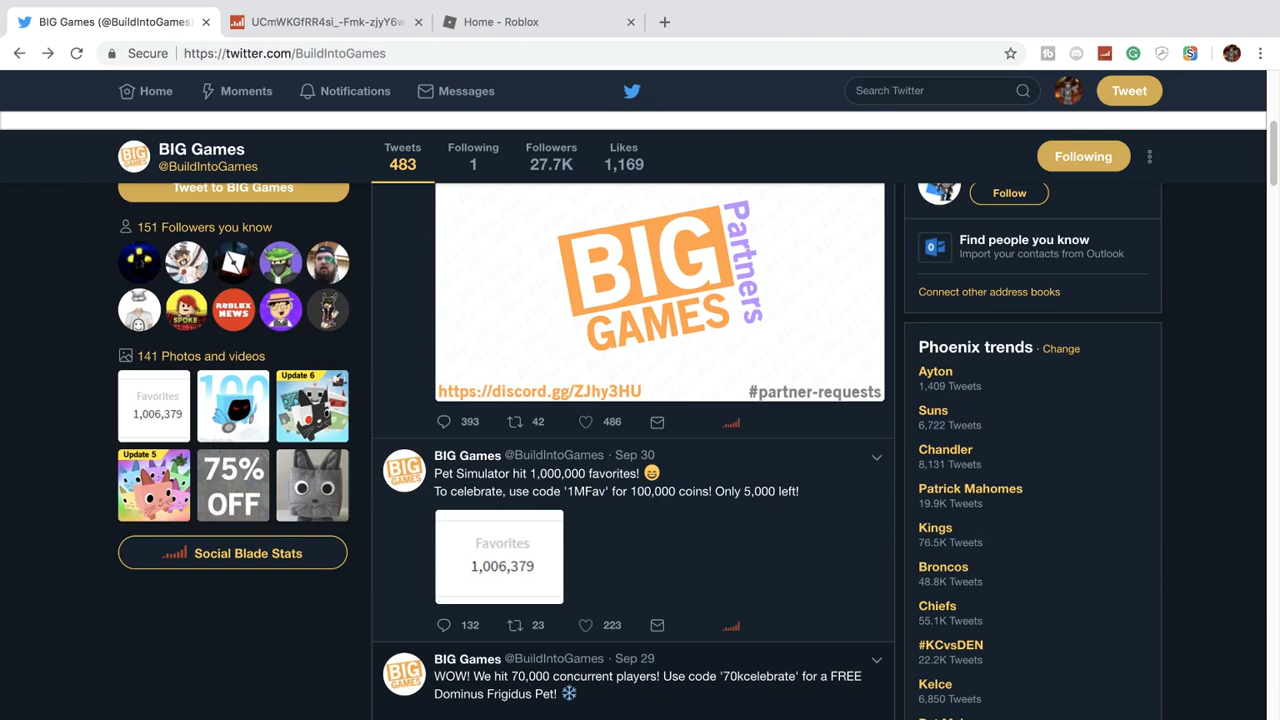 BIG Games (@BuildIntoGames)
UCmWKGfRR4si_-Fmk-zjyY6w
Home - Roblox
Secure
https://twitter.com/BuildIntoGames
Home
Moments
Notifications
Messages
Search Twitter
Tweet
BIG Games
@BuildIntoGames
Tweets
483
Following
1
Followers
27.7K
Likes
1,169
Following
Tweet to BIG Games
151 Followers you know
SPOKE
ROBLOX
NEWS
141 Photos and videos
Favorites
1,006,379
100
Update 6
Update 5
75%
OFF
Social Blade Stats
BIG
GAMES
Partners
https://discord.gg/ZJhy3HU
#partner-requests
393
42
486
BIG Games @BuildIntoGames · Sep 30
Pet Simulator hit 1,000,000 favorites! 😄
To celebrate, use code '1MFav' for 100,000 coins! Only 5,000 left!
Favorites
1,006,379
132
23
223
BIG Games @BuildIntoGames · Sep 29
WOW! We hit 70,000 concurrent players! Use code '70kcelebrate' for a FREE
Dominus Frigidus Pet! ❄️
Follow
Find people you know
Import your contacts from Outlook
Connect other address books
Phoenix trends · Change
Ayton
1,409 Tweets
Suns
6,722 Tweets
Chandler
8,131 Tweets
Patrick Mahomes
19.9K Tweets
Kings
76.5K Tweets
Broncos
48.8K Tweets
Chiefs
55.1K Tweets
#KCvsDEN
22.2K Tweets
Kelce
6,850 Tweets